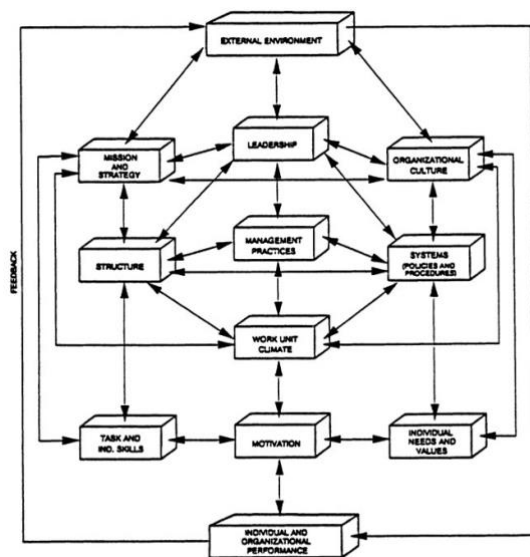 EXTERNAL ENVIRONMENT
MISSION
AND
STRATEGY
LEADERSHIP
ORGANIZATIONAL
CULTURE
FEEDBACK
STRUCTURE
MANAGEMENT
PRACTICES
SYSTEMS
(POLICIES AND
PROCEDURES)
WORK UNIT
CLIMATE
TASK AND
IND. SKILLS
MOTIVATION
INDIVIDUAL
NEEDS AND
VALUES
INDIVIDUAL AND
ORGANIZATIONAL
PERFORMANCE